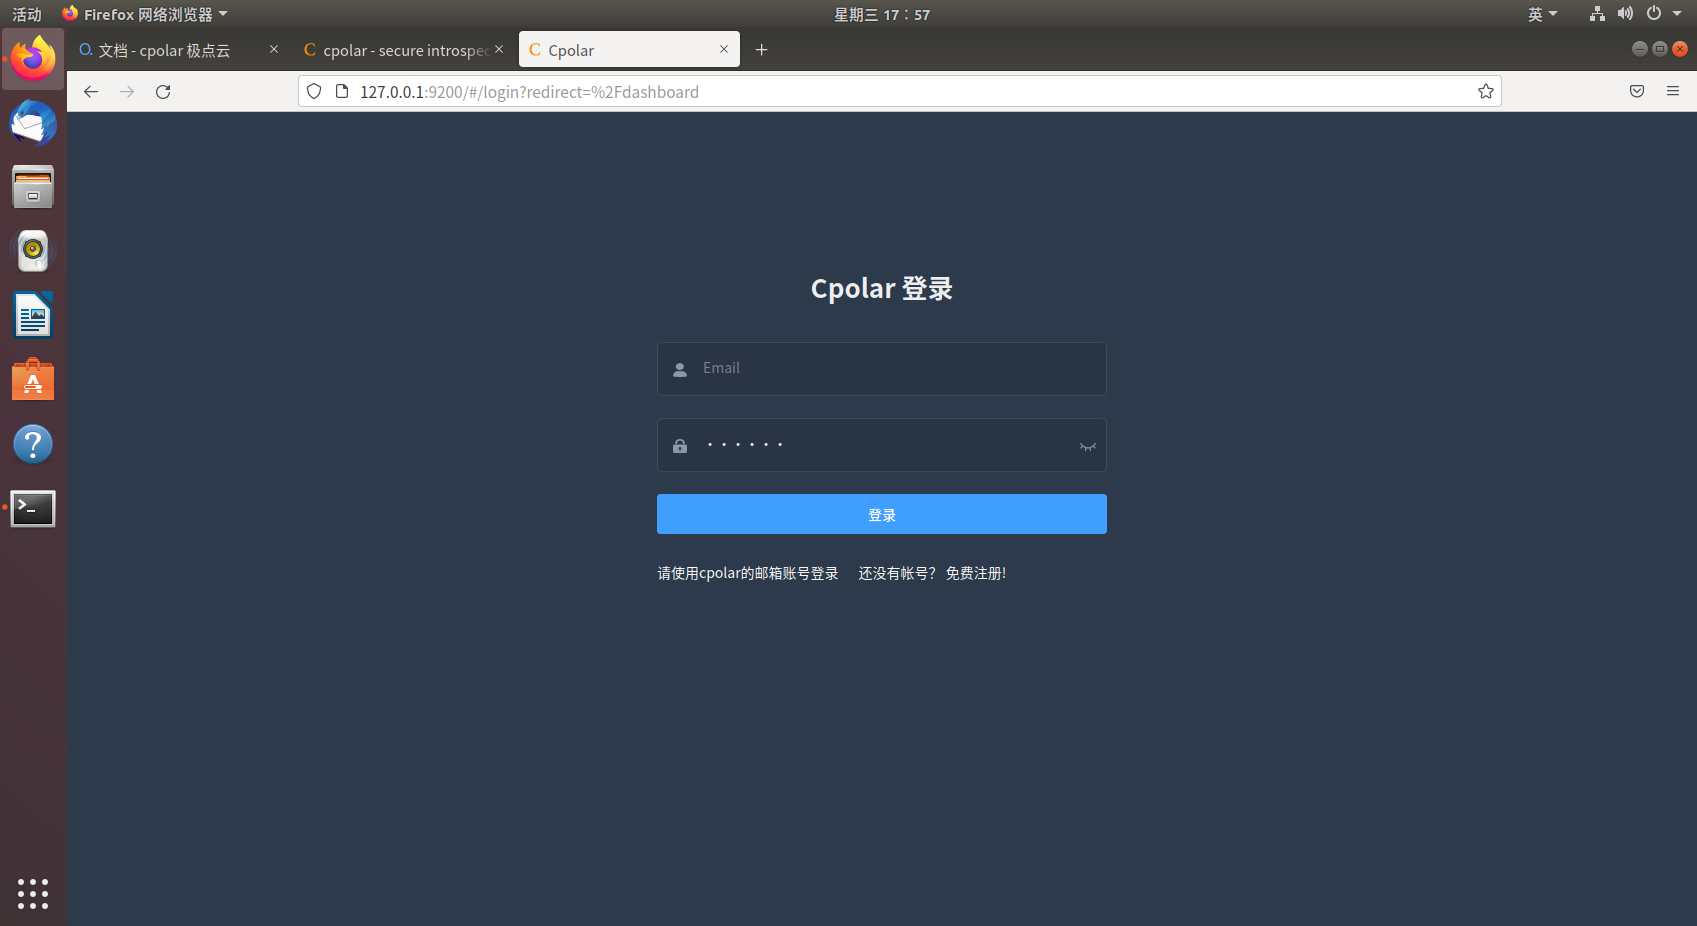 活动 Firefox 网络浏览器 星期三 17：57 英
文档 - cpolar 极点云 cpolar - secure introspec Cpolar
127.0.0.1:9200/#/login?redirect=%2Fdashboard
Cpolar 登录
Email
登录
请使用cpolar的邮箱账号登录 还没有帐号？ 免费注册!